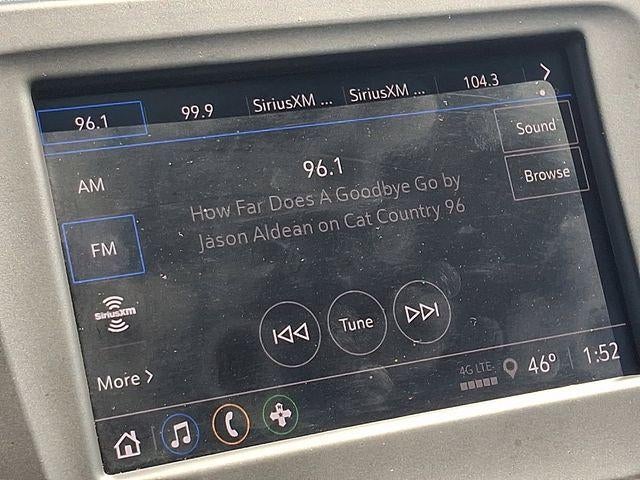 96.1 99.9 SiriusXM ... SiriusXM ... 104.3
Sound
96.1
AM
Browse
How Far Does A Goodbye Go by
Jason Aldean on Cat Country 96
FM
SiriusXM
Tune
More
4G LTE 46° 1:52